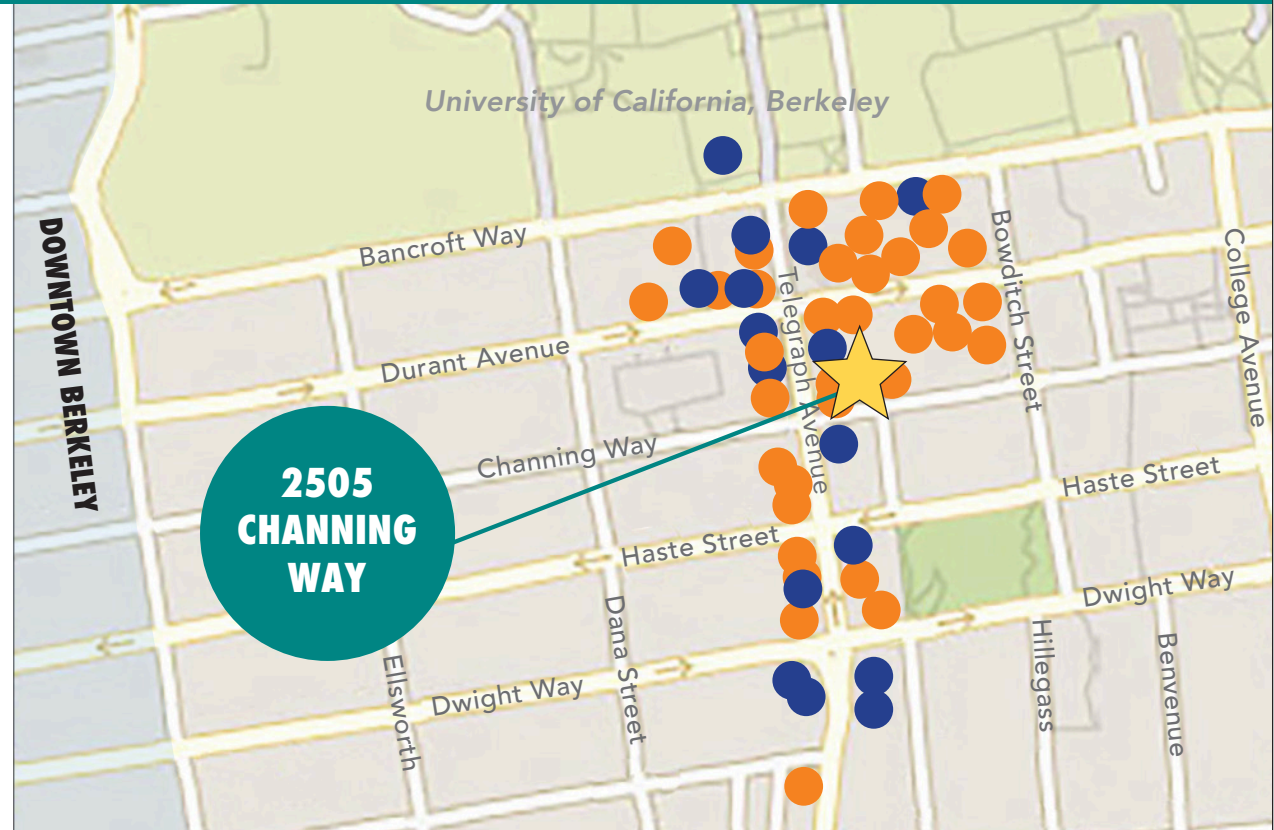 University of California, Berkeley
DOWNTOWN BERKELEY
Bancroft Way
Bowditch Street
College Avenue
Telegraph Avenue
Durant Avenue
Channing Way
Haste Street
2505
CHANNING
WAY
Haste Street
Dwight Way
Dana Street
Hillegass
Benvenue
Ellsworth
Dwight Way